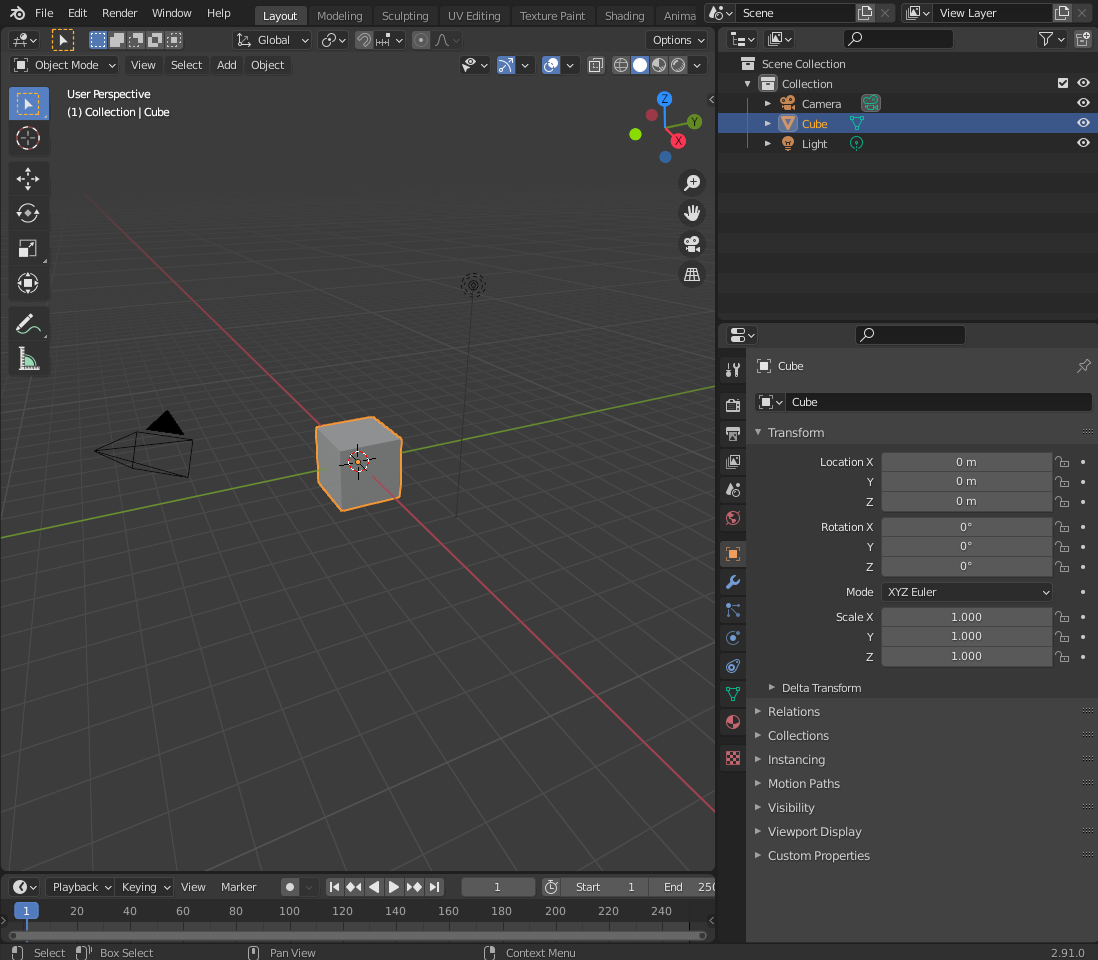 File Edit Render Window Help Layout Modeling Sculpting UV Editing Texture Paint Shading Anima Scene View Layer
Global Options
Object Mode View Select Add Object
User Perspective
(1) Collection | Cube
Z
Y
X
Scene Collection
Collection
Camera
Cube
Light
Cube
Cube
Transform
Location X 0 m
Y 0 m
Z 0 m
Rotation X 0°
Y 0°
Z 0°
Mode XYZ Euler
Scale X 1.000
Y 1.000
Z 1.000
Delta Transform
Relations
Collections
Instancing
Motion Paths
Visibility
Viewport Display
Custom Properties
Playback Keying View Marker 1 Start 1 End 250
1 20 40 60 80 100 120 140 160 180 200 220 240
Select Box Select Pan View Context Menu 2.91.0